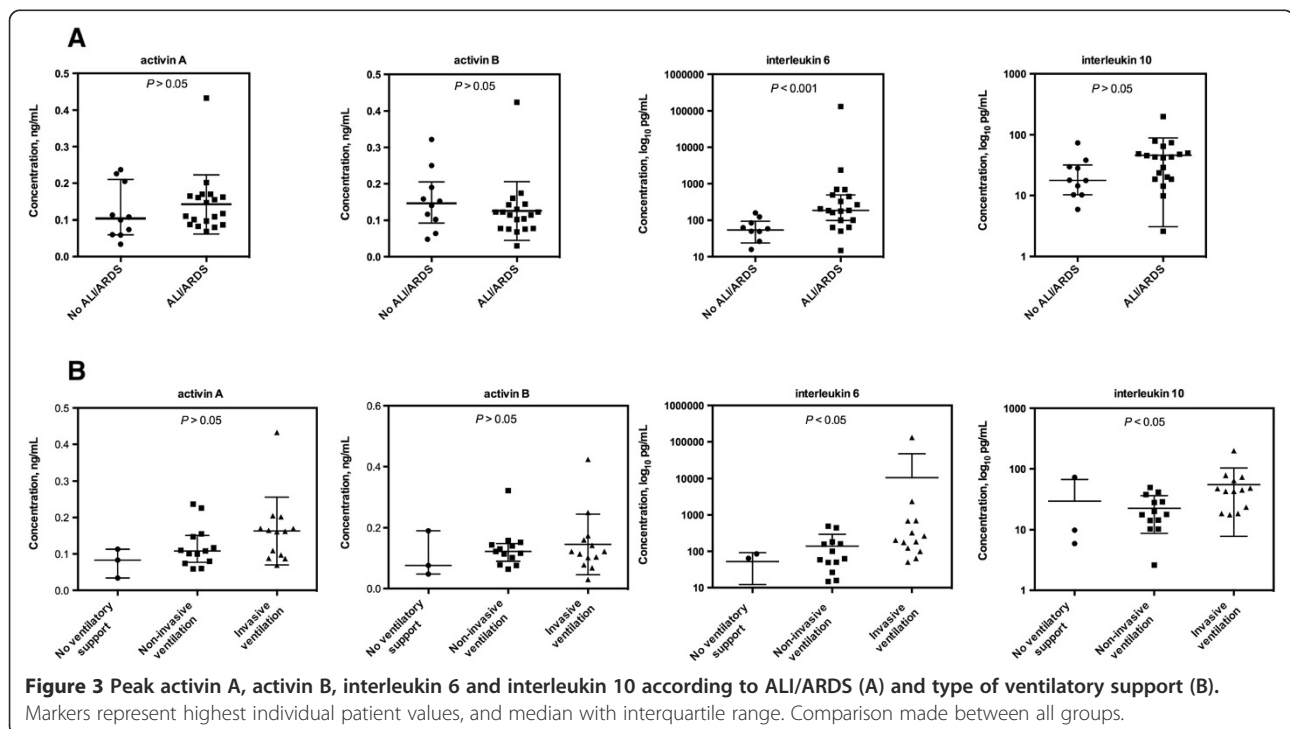 A
activin A
P > 0.05
Concentration, ng/mL
0.5
0.4
0.3
0.2
0.1
0.0
No ALI/ARDS
ALI/ARDS
activin B
P > 0.05
Concentration, ng/mL
0.5
0.4
0.3
0.2
0.1
0.0
No ALI/ARDS
ALI/ARDS
interleukin 6
P < 0.001
Concentration, log₁₀ pg/mL
1000000
100000
10000
1000
100
10
No ALI/ARDS
ALI/ARDS
interleukin 10
P > 0.05
Concentration, log₁₀ pg/mL
1000
100
10
1
No ALI/ARDS
ALI/ARDS
B
activin A
P > 0.05
Concentration, ng/mL
0.5
0.4
0.3
0.2
0.1
0.0
No ventilatory
support
Non-invasive
ventilation
Invasive
ventilation
activin B
P > 0.05
Concentration, ng/mL
0.6
0.4
0.2
0.0
No ventilatory
support
Non-invasive
ventilation
Invasive
ventilation
interleukin 6
P < 0.05
Concentration, log₁₀ pg/mL
1000000
100000
10000
1000
100
10
No ventilatory
support
Non-invasive
ventilation
Invasive
ventilation
interleukin 10
P < 0.05
Concentration, log₁₀ pg/mL
1000
100
10
1
No ventilatory
support
Non-invasive
ventilation
Invasive
ventilation
Figure 3 Peak activin A, activin B, interleukin 6 and interleukin 10 according to ALI/ARDS (A) and type of ventilatory support (B).
Markers represent highest individual patient values, and median with interquartile range. Comparison made between all groups.